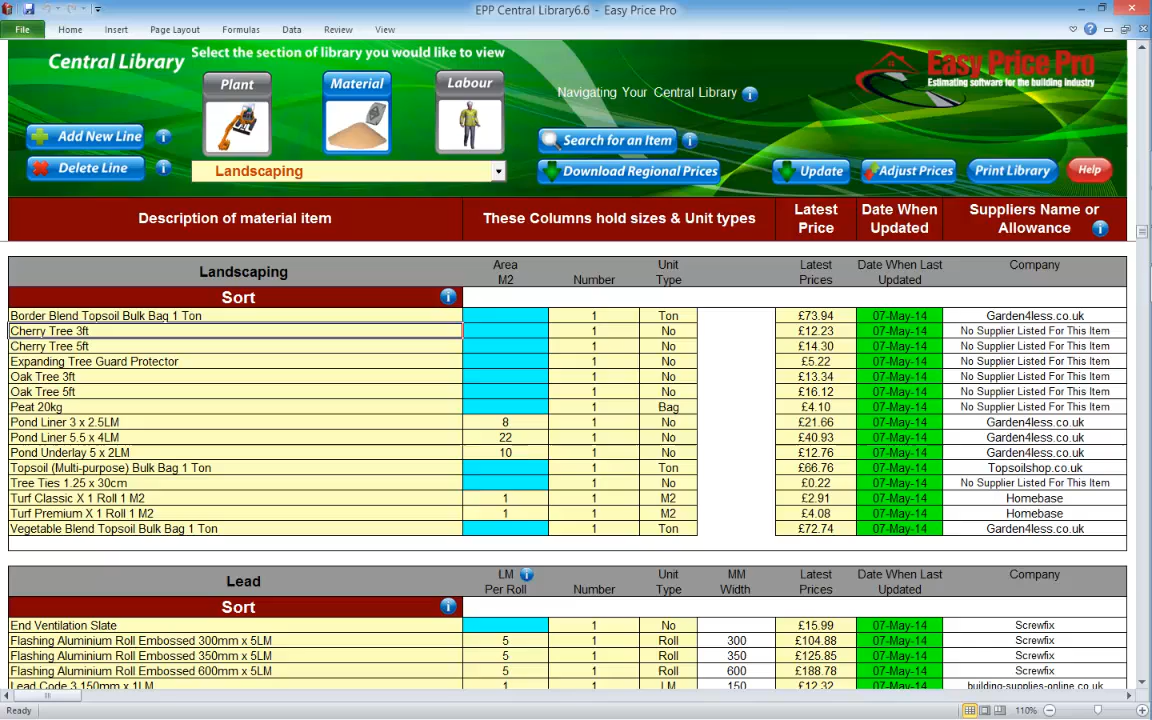 EPP Central Library6.6 - Easy Price Pro
File Home Insert Page Layout Formulas Data Review View
Central Library
Select the section of library you would like to view
Plant Material Labour
Navigating Your Central Library
Easy Price Pro
Estimating software for the building industry
Add New Line
Search for an Item
Delete Line
Landscaping
Download Regional Prices
Update
Adjust Prices
Print Library
Help
Description of material item
These Columns hold sizes & Unit types
Latest Price
Date When Updated
Suppliers Name or Allowance
Landscaping Area M2 Number Unit Type Latest Prices Date When Last Updated Company
Sort
Border Blend Topsoil Bulk Bag 1 Ton 1 Ton £73.94 07-May-14 Garden4less.co.uk
Cherry Tree 3ft 1 No £12.23 07-May-14 No Supplier Listed For This Item
Cherry Tree 5ft 1 No £14.30 07-May-14 No Supplier Listed For This Item
Expanding Tree Guard Protector 1 No £5.22 07-May-14 No Supplier Listed For This Item
Oak Tree 3ft 1 No £13.34 07-May-14 No Supplier Listed For This Item
Oak Tree 5ft 1 No £16.12 07-May-14 No Supplier Listed For This Item
Peat 20kg 1 Bag £4.10 07-May-14 No Supplier Listed For This Item
Pond Liner 3 x 2.5LM 8 1 No £21.66 07-May-14 Garden4less.co.uk
Pond Liner 5.5 x 4LM 22 1 No £40.93 07-May-14 Garden4less.co.uk
Pond Underlay 5 x 2LM 10 1 No £12.76 07-May-14 Garden4less.co.uk
Topsoil (Multi-purpose) Bulk Bag 1 Ton 1 Ton £66.76 07-May-14 Topsoilshop.co.uk
Tree Ties 1.25 x 30cm 1 No £0.22 07-May-14 No Supplier Listed For This Item
Turf Classic X 1 Roll 1 M2 1 1 M2 £2.91 07-May-14 Homebase
Turf Premium X 1 Roll 1 M2 1 1 M2 £4.08 07-May-14 Homebase
Vegetable Blend Topsoil Bulk Bag 1 Ton 1 Ton £72.74 07-May-14 Garden4less.co.uk
Lead LM Per Roll Number Unit Type MM Width Latest Prices Date When Last Updated Company
Sort
End Ventilation Slate 1 No £15.99 07-May-14 Screwfix
Flashing Aluminium Roll Embossed 300mm x 5LM 5 1 Roll 300 £104.88 07-May-14 Screwfix
Flashing Aluminium Roll Embossed 350mm x 5LM 5 1 Roll 350 £125.85 07-May-14 Screwfix
Flashing Aluminium Roll Embossed 600mm x 5LM 5 1 Roll 600 £188.78 07-May-14 Screwfix
Lead Code 3 150mm x 1LM 1 1 LM 150 £12.32 07-May-14 building-supplies-online.co.uk
Ready 110%